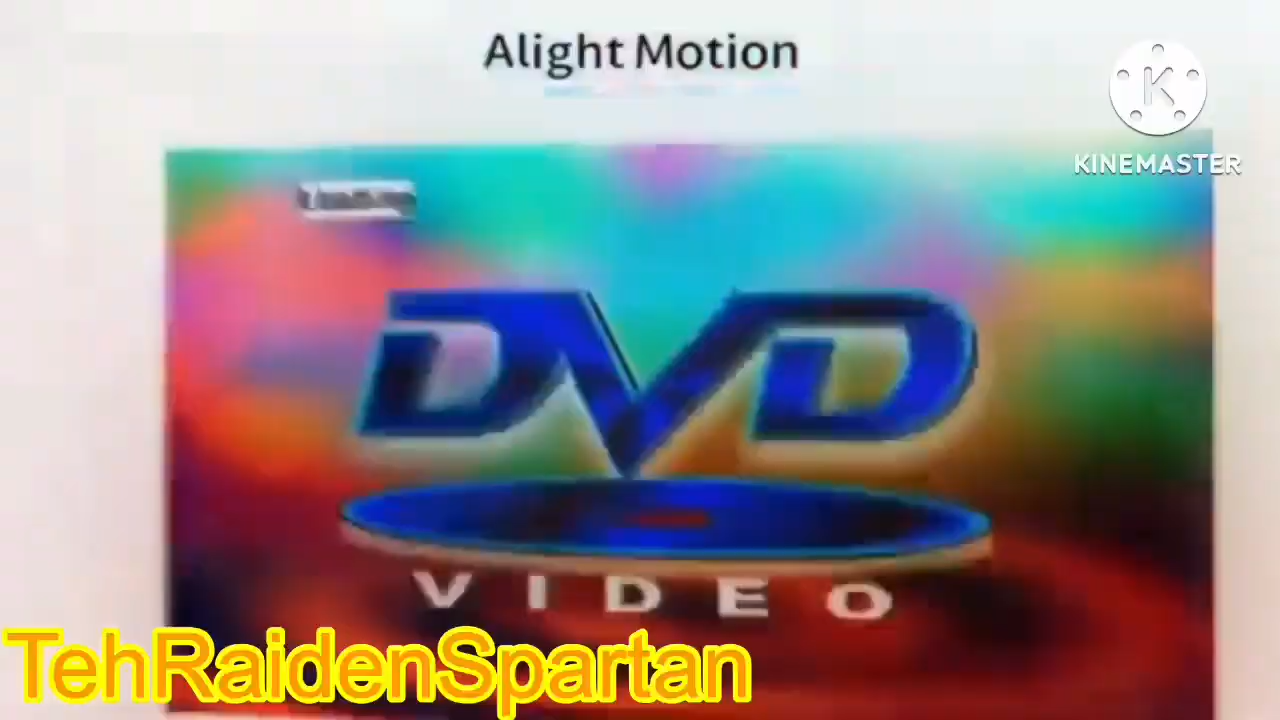 Alight Motion
K
KINEMASTER
DVD
VIDEO
TehRaidenSpartan